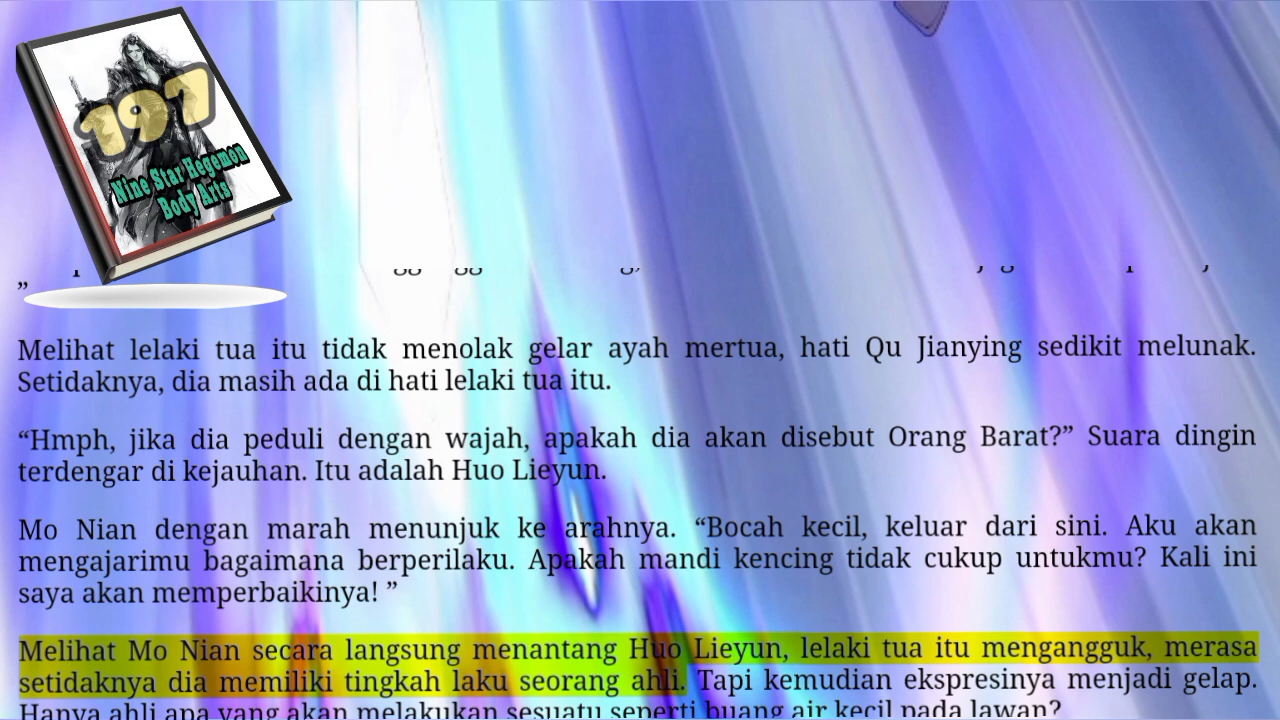 197
Nine Star Hegemon
Body Arts
”
Melihat lelaki tua itu tidak menolak gelar ayah mertua, hati Qu Jianying sedikit melunak.
Setidaknya, dia masih ada di hati lelaki tua itu.
“Hmph, jika dia peduli dengan wajah, apakah dia akan disebut Orang Barat?” Suara dingin
terdengar di kejauhan. Itu adalah Huo Lieyun.
Mo Nian dengan marah menunjuk ke arahnya. “Bocah kecil, keluar dari sini. Aku akan
mengajarimu bagaimana berperilaku. Apakah mandi kencing tidak cukup untukmu? Kali ini
saya akan memperbaikinya! ”
Melihat Mo Nian secara langsung menantang Huo Lieyun, lelaki tua itu mengangguk, merasa
setidaknya dia memiliki tingkah laku seorang ahli. Tapi kemudian ekspresinya menjadi gelap.
Hanya ahli apa yang akan melakukan sesuatu seperti buang air kecil pada lawan?